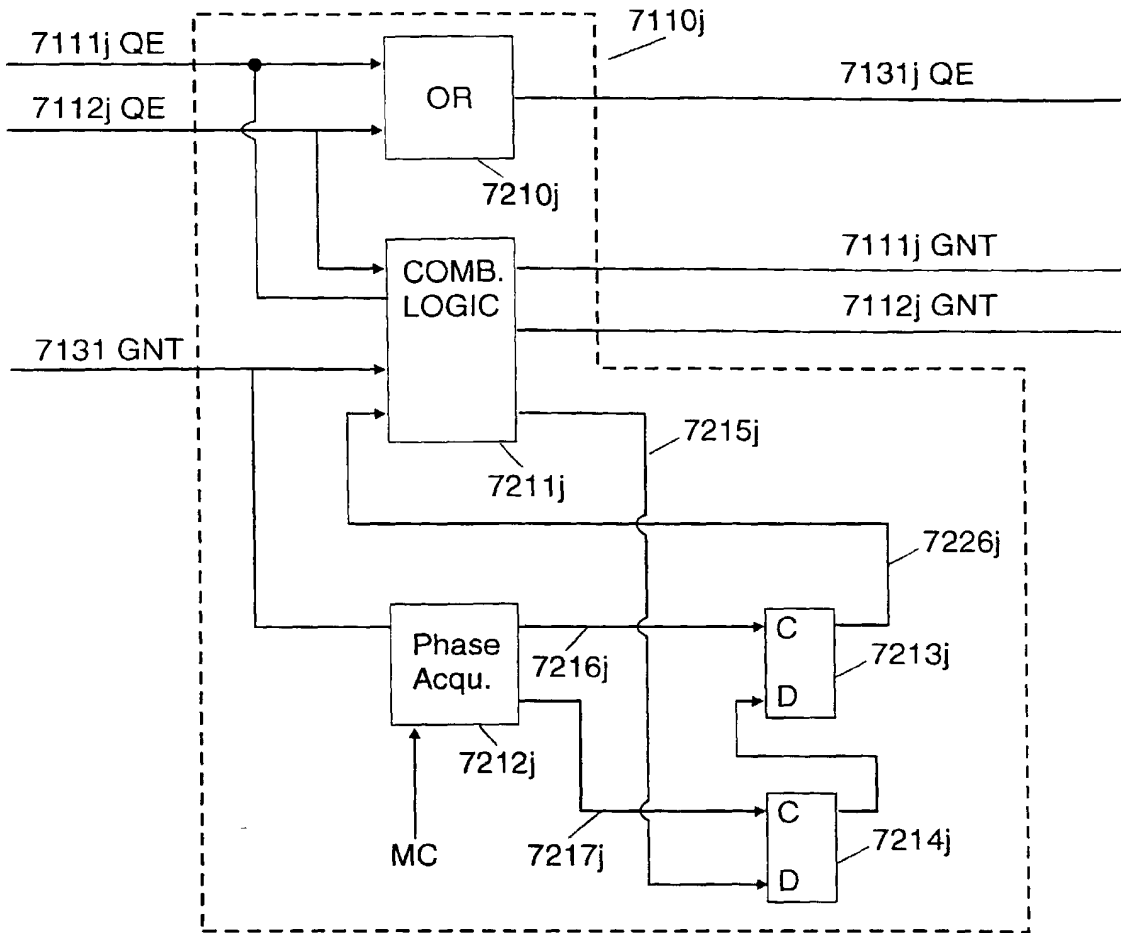 7110j
7111j QE
7131j QE
OR
7112j QE
7210j
7111j GNT
COMB.
LOGIC
7112j GNT
7131 GNT
7215j
7211j
7226j
C
Phase
Acqu.
7216j
7213j
D
7212j
C
7217j
7214j
MC
D